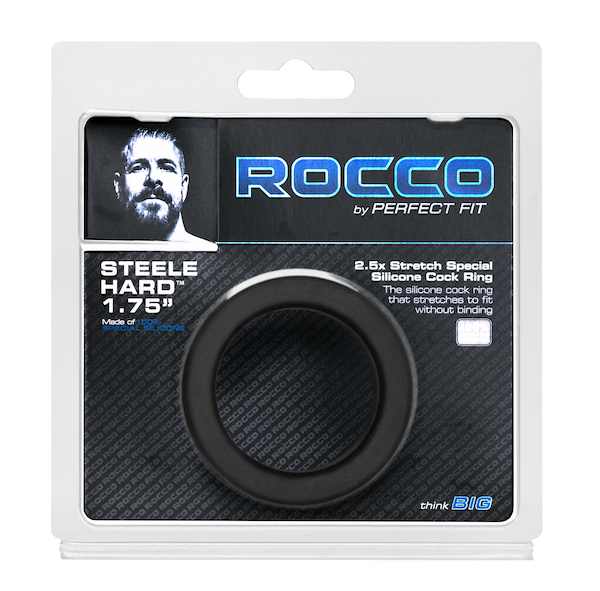 ROCCO
by PERFECT FIT
STEELE
HARD™
1.75”
Made of 100%
SPECIAL SILICONE
2.5x Stretch Special
Silicone Cock Ring
The silicone cock ring
that stretches to fit
without binding
think BIG